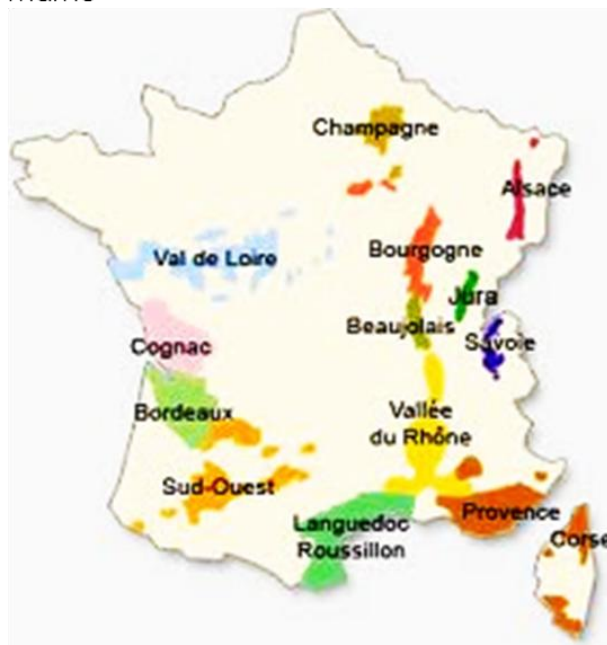 Champagne
Alsace
Val de Loire
Bourgogne
Jura
Beaujolais
Savoie
Cognac
Bordeaux
Vallée
du Rhône
Sud-Ouest
Languedoc
Roussillon
Provence
Corse